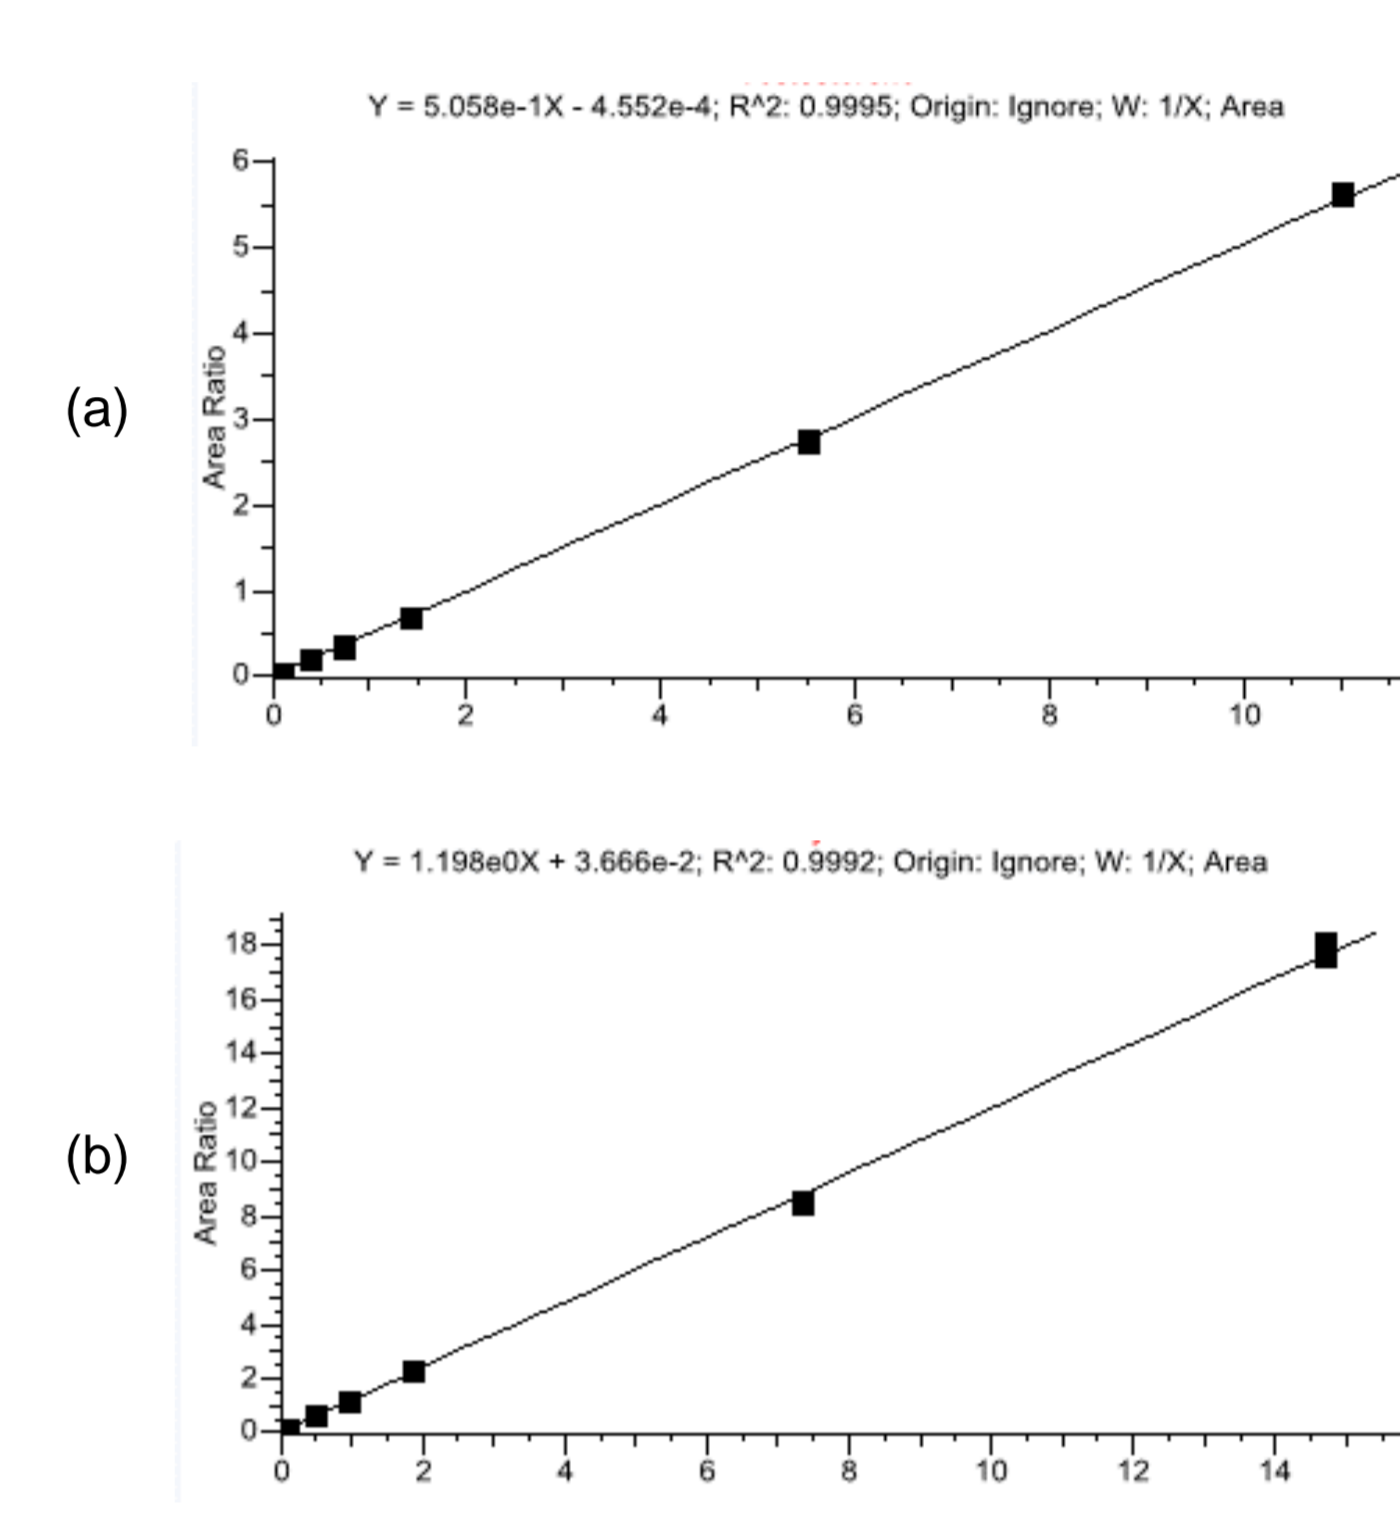 Y = 5.058e-1X - 4.552e-4; R^2: 0.9995; Origin: Ignore; W: 1/X; Area
6
5
4
3
2
1
0
Area Ratio
(a)
0 2 4 6 8 10
Y = 1.198e0X + 3.666e-2; R^2: 0.9992; Origin: Ignore; W: 1/X; Area
18
16
14
12
10
8
6
4
2
0
Area Ratio
(b)
0 2 4 6 8 10 12 14